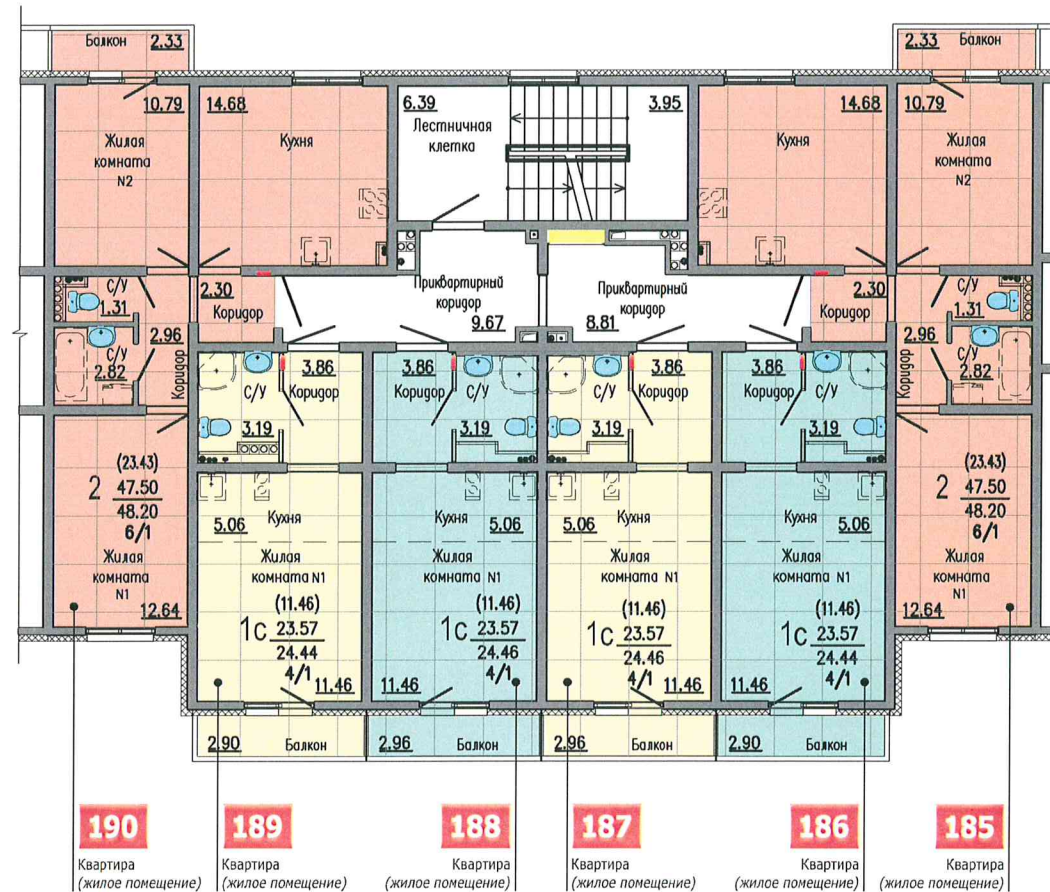 Балкон 2.33
2.33 Балкон
10.79
14.68
6.39
3.95
14.68
10.79
Лестничная
клетка
Жилая
комната
N2
Кухня
Кухня
Жилая
комната
N2
С/У
1.31
2.30
Коридор
Приквартирный
коридор
9.67
Приквартирный
коридор
8.81
2.30
Коридор
С/У
1.31
2.96
Коридор
С/У
2.82
2.96
Коридор
С/У
2.82
С/У
3.19
3.86
Коридор
3.86
Коридор
С/У
3.19
С/У
3.19
3.86
Коридор
3.86
Коридор
С/У
3.19
2
(23.43)
47.50
48.20
6/1
Жилая
комната
N1
12.64
5.06
Кухня
Жилая
комната N1
1С
(11.46)
23.57
24.44
4/1
11.46
Кухня
5.06
Жилая
комната N1
1С
(11.46)
23.57
24.46
4/1
11.46
5.06
Кухня
Жилая
комната N1
1С
(11.46)
23.57
24.46
4/1
11.46
Кухня
5.06
Жилая
комната N1
1С
(11.46)
23.57
24.44
4/1
11.46
2
(23.43)
47.50
48.20
6/1
Жилая
комната
N1
12.64
2.90 Балкон
2.96 Балкон
2.96 Балкон
2.90 Балкон
190
Квартира
(жилое помещение)
189
Квартира
(жилое помещение)
188
Квартира
(жилое помещение)
187
Квартира
(жилое помещение)
186
Квартира
(жилое помещение)
185
Квартира
(жилое помещение)